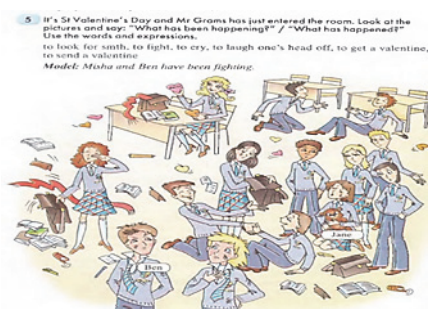 5 It's St Valentine's Day and Mr Grams has just entered the room. Look at the
pictures and say: "What has been happening?" / "What has happened?"
Use the words and expressions.
to look for smth, to fight, to cry, to laugh one's head off, to get a valentine,
to send a valentine
Model: Misha and Ben have been fighting.
Jane
Ben